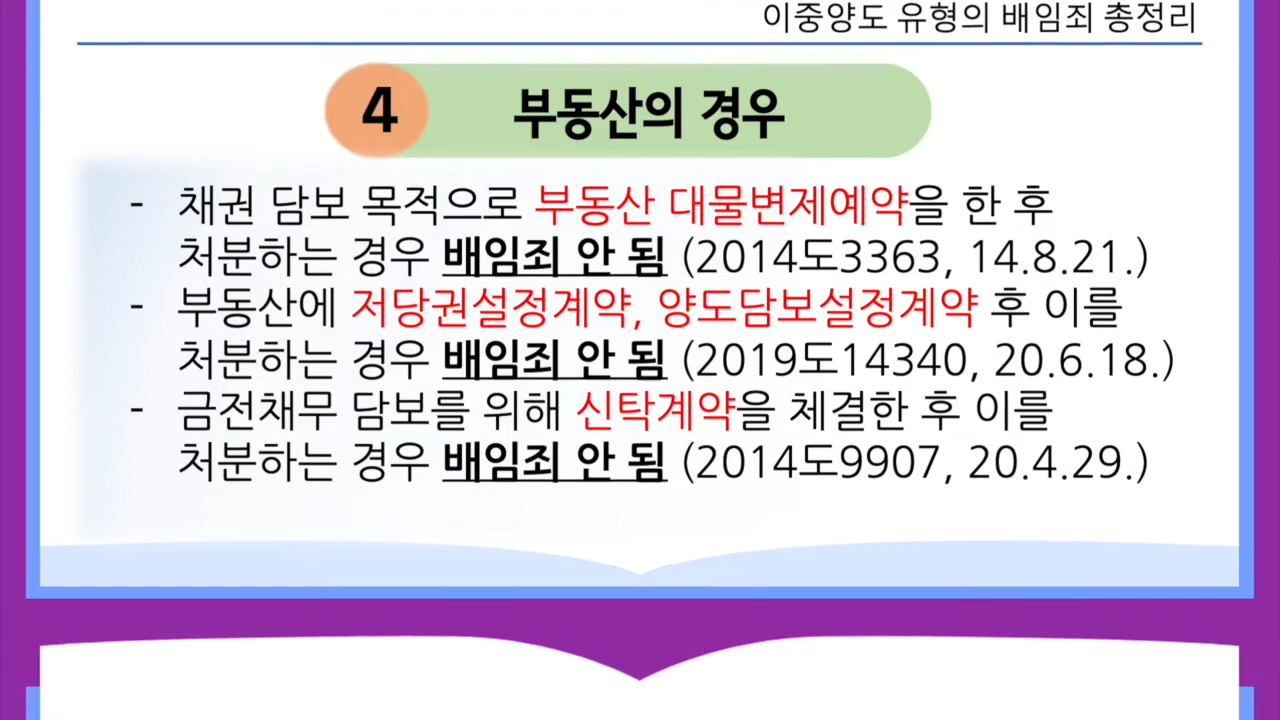 이중양도 유형의 배임죄 총정리
4 부동산의 경우
- 채권 담보 목적으로 부동산 대물변제예약을 한 후
처분하는 경우 배임죄 안 됨 (2014도3363, 14.8.21.)
- 부동산에 저당권설정계약, 양도담보설정계약 후 이를
처분하는 경우 배임죄 안 됨 (2019도14340, 20.6.18.)
- 금전채무 담보를 위해 신탁계약을 체결한 후 이를
처분하는 경우 배임죄 안 됨 (2014도9907, 20.4.29.)